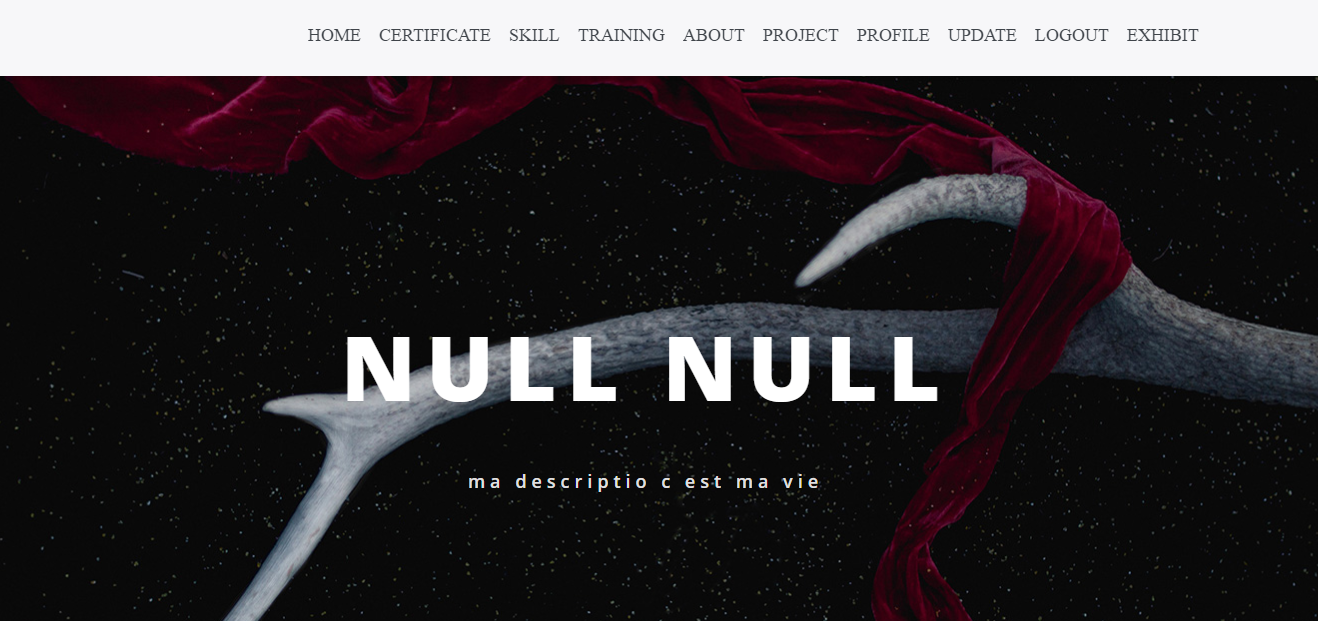 HOME CERTIFICATE SKILL TRAINING ABOUT PROJECT PROFILE UPDATE LOGOUT EXHIBIT
NULL NULL
ma descriptio c est ma vie